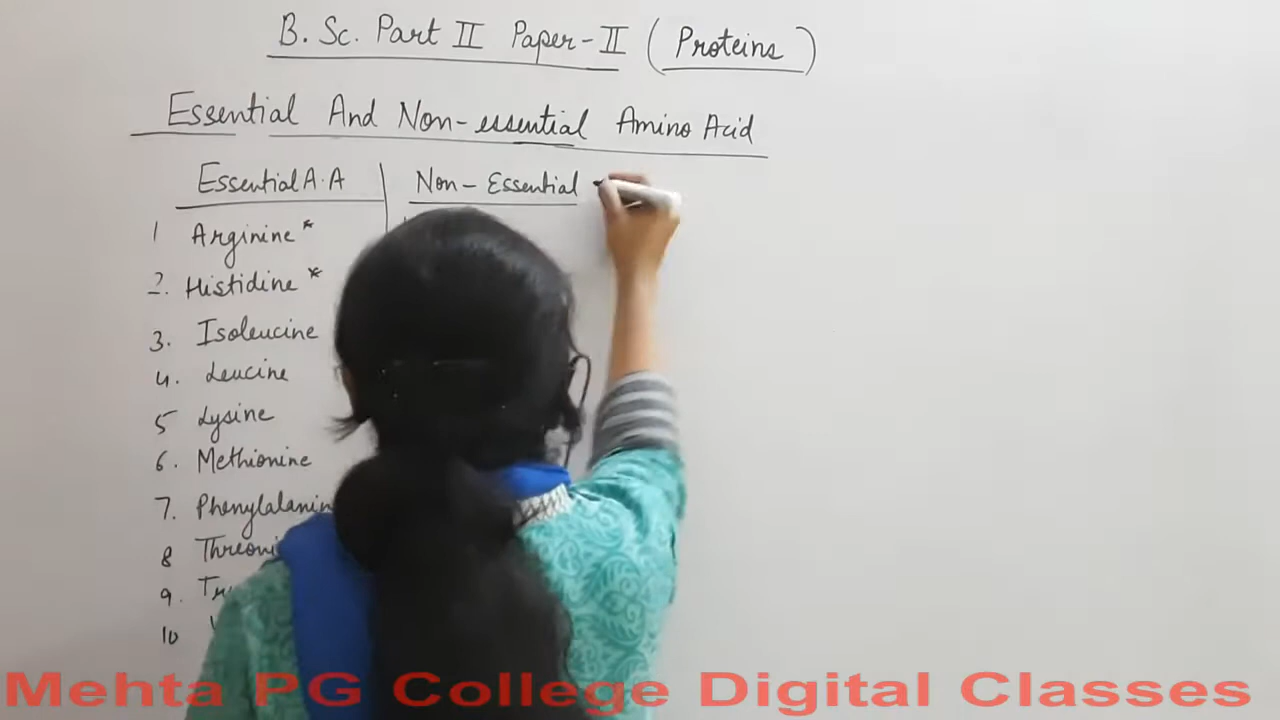 B. Sc. Part II Paper-II (Proteins)
Essential And Non-essential Amino Acid
Essential A.A
Non-Essential
1 Arginine *
2. Histidine *
3. Isoleucine
4. Leucine
5 Lysine
6. Methionine
7. Phenylalanin
8 Threoni
9. Tr
10
Mehta PG College Digital Classes